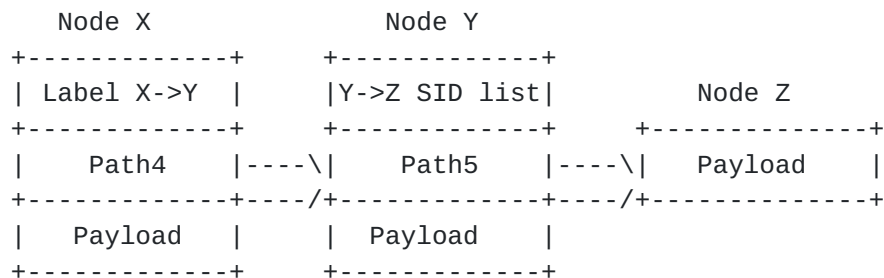 Node X               Node Y
+-------------+     +-------------+
| Label X->Y  |     |Y->Z SID list|         Node Z
+-------------+     +-------------+     +--------------+
|    Path4    |----\|    Path5    |----\|   Payload    |
+-------------+----/+-------------+----/+--------------+
|   Payload   |     |  Payload    |
+-------------+     +-------------+